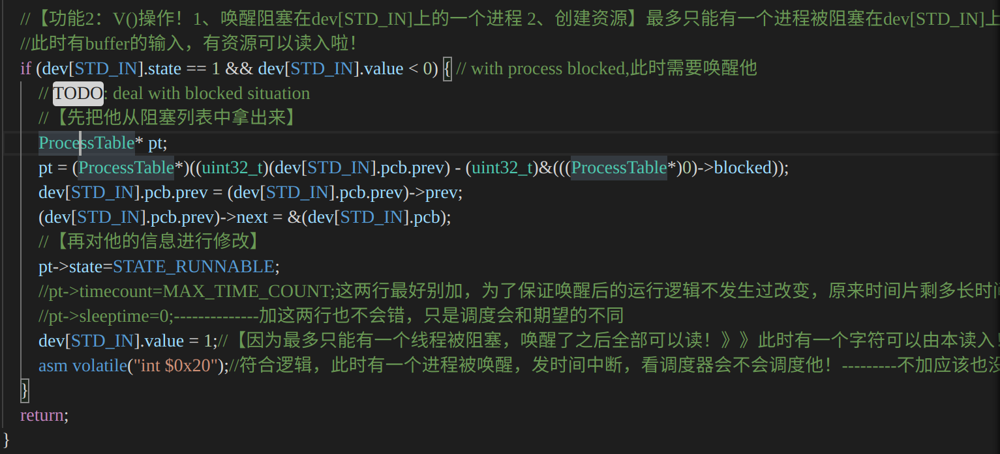 //【功能2：V()操作！1、唤醒阻塞在dev[STD_IN]上的一个进程 2、创建资源】最多只能有一个进程被阻塞在dev[STD_IN]上
//此时有buffer的输入，有资源可以读入啦！
if (dev[STD_IN].state == 1 && dev[STD_IN].value < 0) { // with process blocked,此时需要唤醒他
// TODO: deal with blocked situation
//【先把他从阻塞列表中拿出来】
ProcessTable* pt;
pt = (ProcessTable*)((uint32_t)(dev[STD_IN].pcb.prev) - (uint32_t)&(((ProcessTable*)0)->blocked));
dev[STD_IN].pcb.prev = (dev[STD_IN].pcb.prev)->prev;
(dev[STD_IN].pcb.prev)->next = &(dev[STD_IN].pcb);
//【再对他的信息进行修改】
pt->state=STATE_RUNNABLE;
//pt->timecount=MAX_TIME_COUNT;这两行最好别加，为了保证唤醒后的运行逻辑不发生过改变，原来时间片剩多长时间
//pt->sleeptime=0;--------------加这两行也不会错，只是调度会和期望的不同
dev[STD_IN].value = 1;//【因为最多只能有一个线程被阻塞，唤醒了之后全部可以读！》》此时有一个字符可以由本读入！
asm volatile("int $0x20");//符合逻辑，此时有一个进程被唤醒，发时间中断，看调度器会不会调度他！---------不加应该也没
}
return;
}